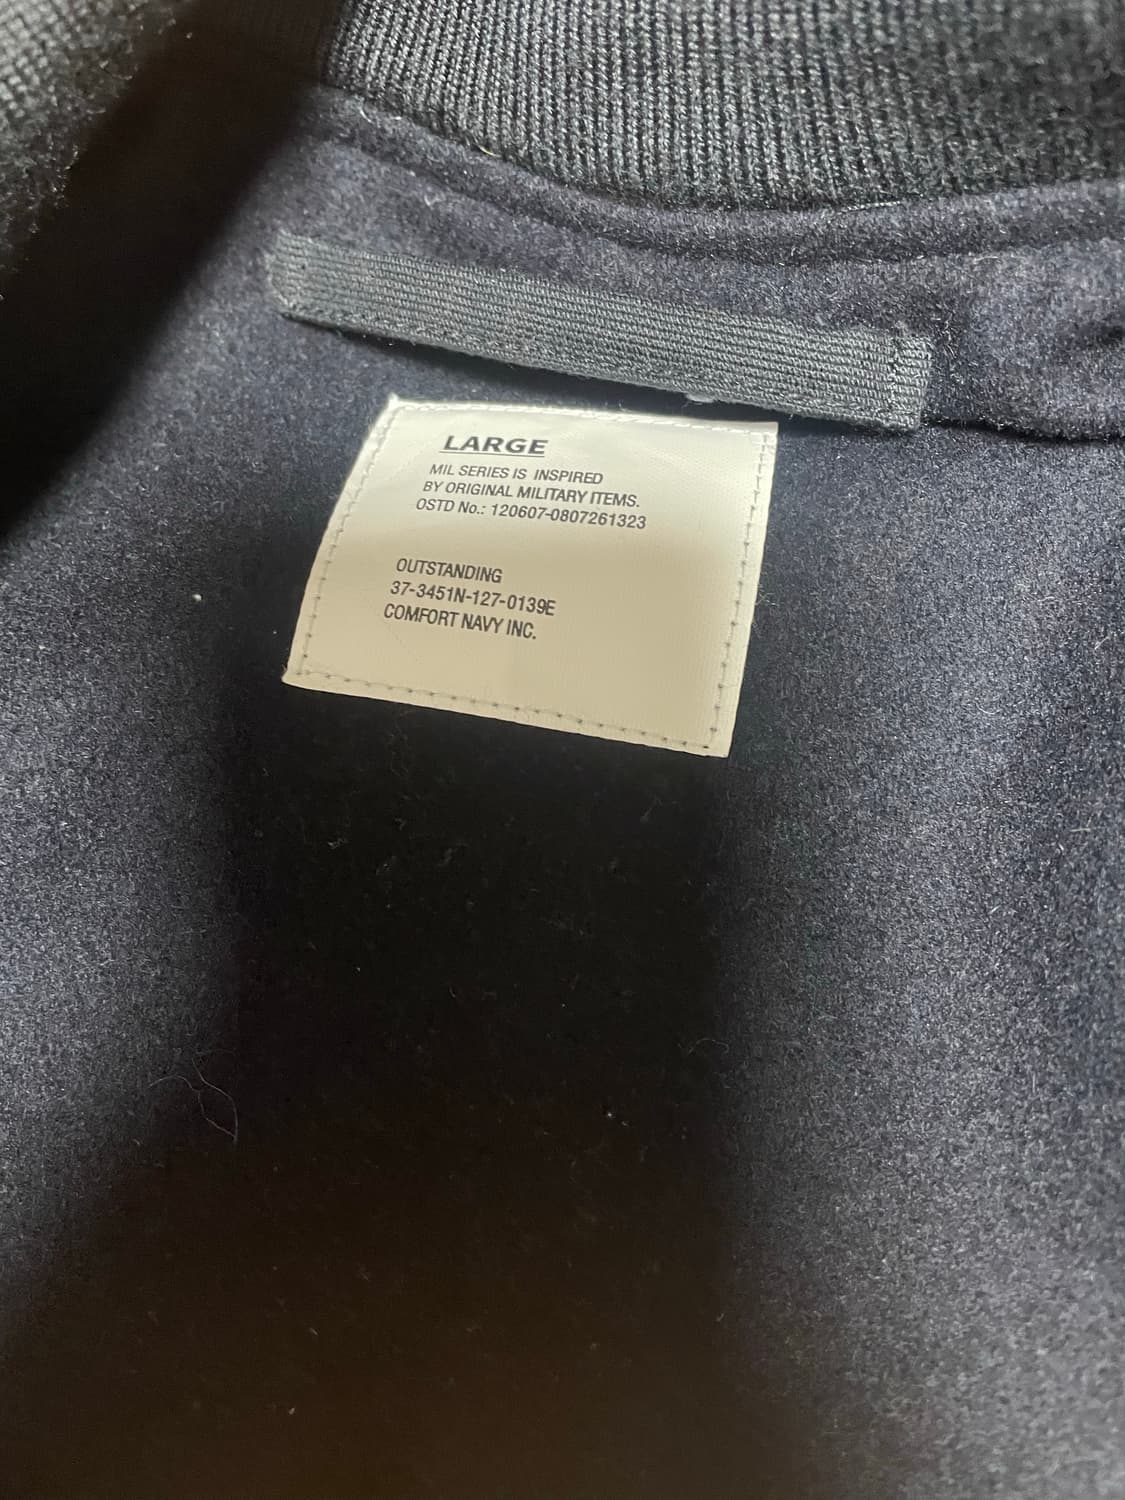 LARGE
MIL SERIES IS INSPIRED
BY ORIGINAL MILITARY ITEMS.
OSTD No.: 120607-0807261323
OUTSTANDING
37-3451N-127-0139E
COMFORT NAVY INC.